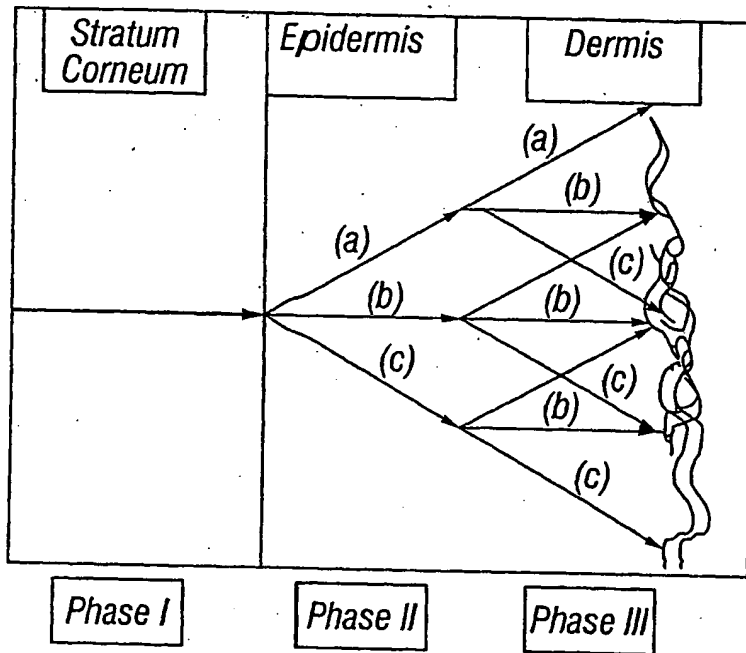 Stratum
Corneum
Epidermis
Dermis
(a)
(b)
(a)
(c)
(b)
(b)
(c)
(c)
(b)
(c)
Phase I
Phase II
Phase III